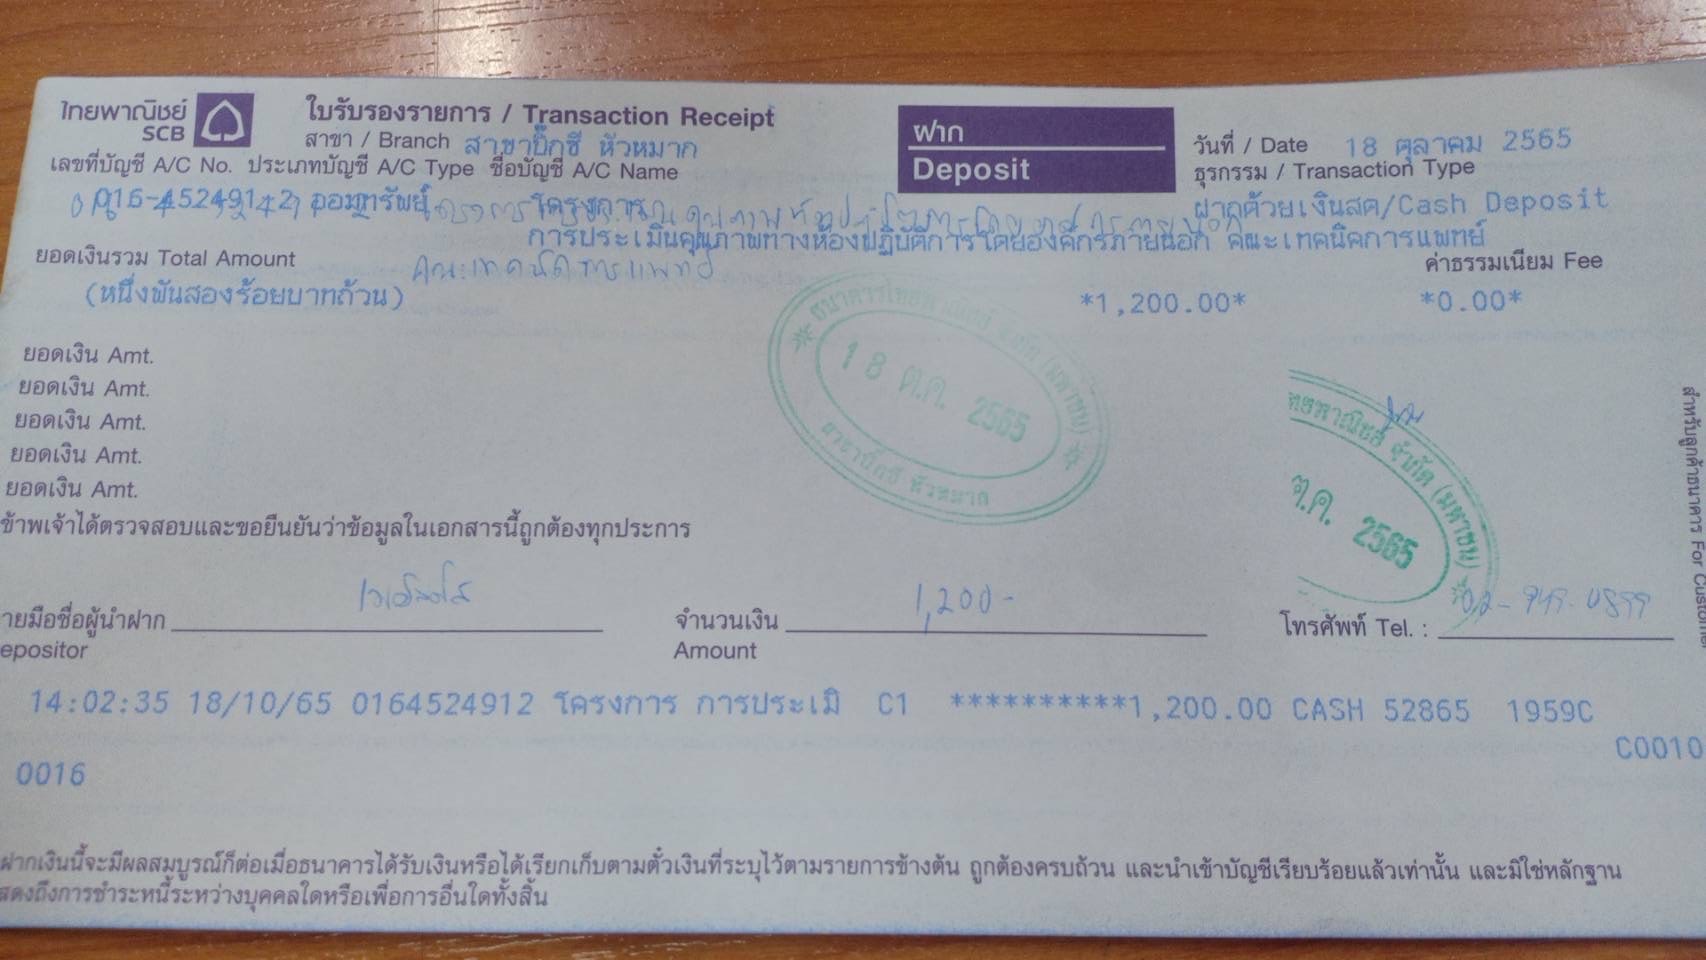 ไทยพาณิชย์
SCB
ใบรับรองรายการ / Transaction Receipt
สาขา / Branch สาขาบิ๊กซี หัวหมาก
ฝาก
Deposit
วันที่ / Date 18 ตุลาคม 2565
เลขที่บัญชี A/C No. ประเภทบัญชี A/C Type ชื่อบัญชี A/C Name
ธุรกรรม / Transaction Type
016-452491-2 ออมทรัพย์ โครงการ
ฝากด้วยเงินสด/Cash Deposit
การประเมินคุณภาพทางห้องปฏิบัติการโดยองค์กรภายนอก คณะเทคนิคการแพทย์
ยอดเงินรวม Total Amount
คณะเทคนิคการแพทย์
ค่าธรรมเนียม Fee
(หนึ่งพันสองร้อยบาทถ้วน)
*1,200.00*
*0.00*
ธนาคารไทยพาณิชย์ จำกัด (มหาชน)
18 ต.ค. 2565
สาขาบิ๊กซี หัวหมาก
ทยพาณิชย์ จำกัด (มหาชน)
ต.ค. 2565
ยอดเงิน Amt.
ยอดเงิน Amt.
ยอดเงิน Amt.
ยอดเงิน Amt.
ยอดเงิน Amt.
สำหรับลูกค้าธนาคาร For Customer
ข้าพเจ้าได้ตรวจสอบและขอยืนยันว่าข้อมูลในเอกสารนี้ถูกต้องทุกประการ
ายมือชื่อผู้นำฝาก
epositor
จำนวนเงิน 1,200-
Amount
โทรศัพท์ Tel. :
14:02:35 18/10/65 0164524912 โครงการ การประเมิ C1 **********1,200.00 CASH 52865 1959C
C0010
0016
ฝากเงินนี้จะมีผลสมบูรณ์ก็ต่อเมื่อธนาคารได้รับเงินหรือได้เรียกเก็บตามตั๋วเงินที่ระบุไว้ตามรายการข้างต้น ถูกต้องครบถ้วน และนำเข้าบัญชีเรียบร้อยแล้วเท่านั้น และมิใช่หลักฐาน
สดงถึงการชำระหนี้ระหว่างบุคคลใดหรือเพื่อการอื่นใดทั้งสิ้น